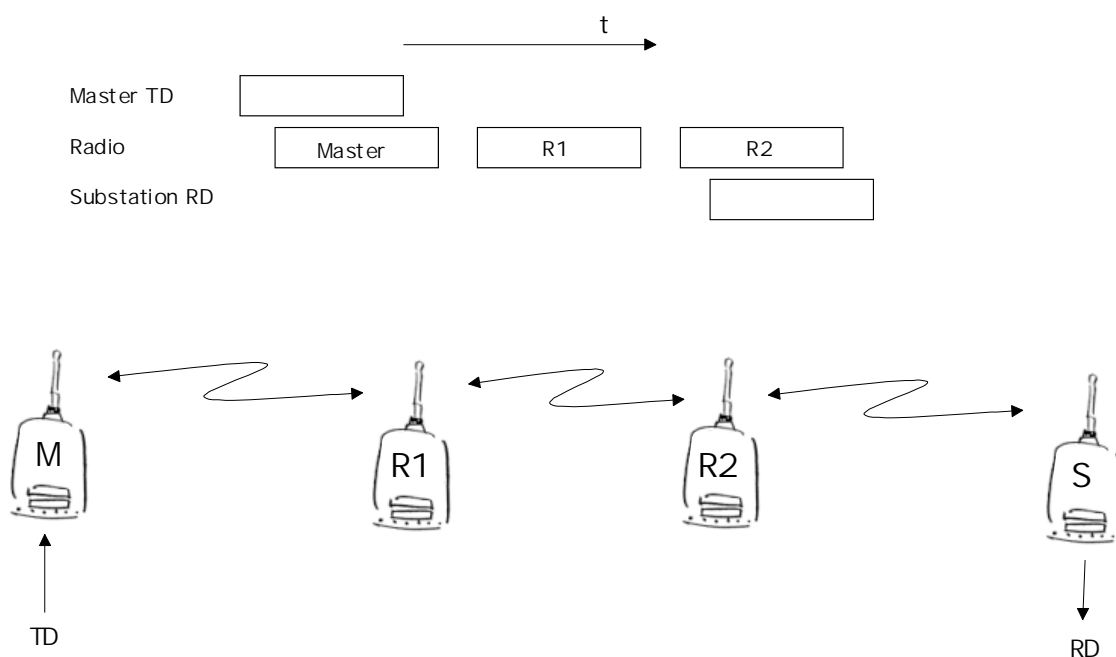 t
Master TD
Radio
Master
R1
R2
Substation RD
M
R1
R2
S
TD
RD